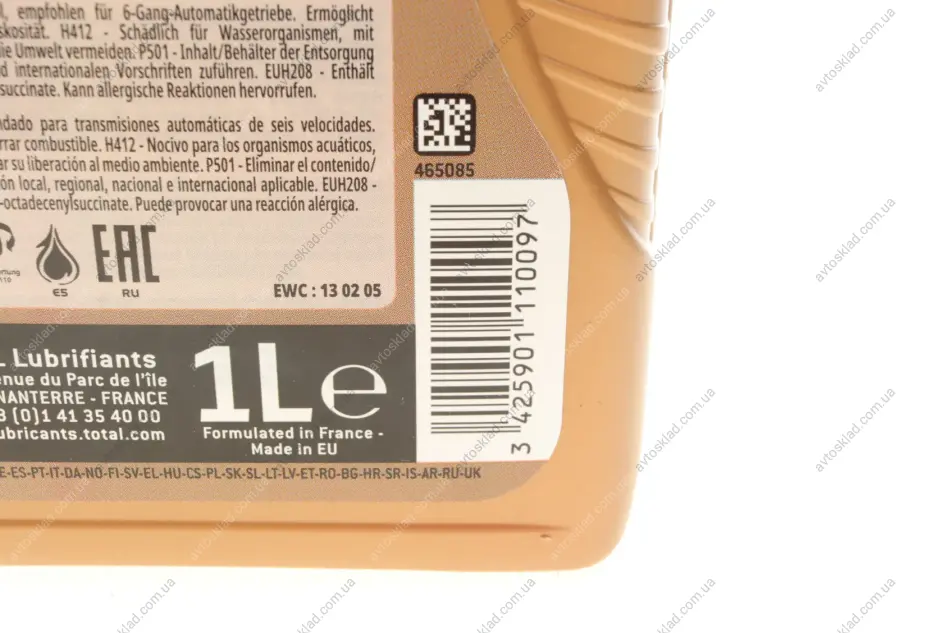 , empfohlen für 6-Gang-Automatikgetriebe. Ermöglicht
skosität. H412 - Schädlich für Wasserorganismen, mit
ie Umwelt vermeiden. P501 - Inhalt/Behälter der Entsorgung
d internationalen Vorschriften zuführen. EUH208 - Enthält
succinate. Kann allergische Reaktionen hervorrufen.
ndado para transmisiones automáticas de seis velocidades.
rrar combustible. H412 - Nocivo para los organismos acuáticos,
ar su liberación al medio ambiente. P501 - Eliminar el contenido/
ón local, regional, nacional e internacional aplicable. EUH208 -
-octadecenylsuccinate. Puede provocar una reacción alérgica.
ES
EAC
RU
EWC : 13 02 05
465085
3 425901 110097
L Lubrifiants
enue du Parc de l'île
NANTERRE - FRANCE
3 (0)1 41 35 40 00
ubricants.total.com
1L e
Formulated in France -
Made in EU
E-ES-PT-IT-DA-NO-FI-SV-EL-HU-CS-PL-SK-SL-LT-LV-ET-RO-BG-HR-SR-IS-AR-RU-UK
avtosklad.com.ua